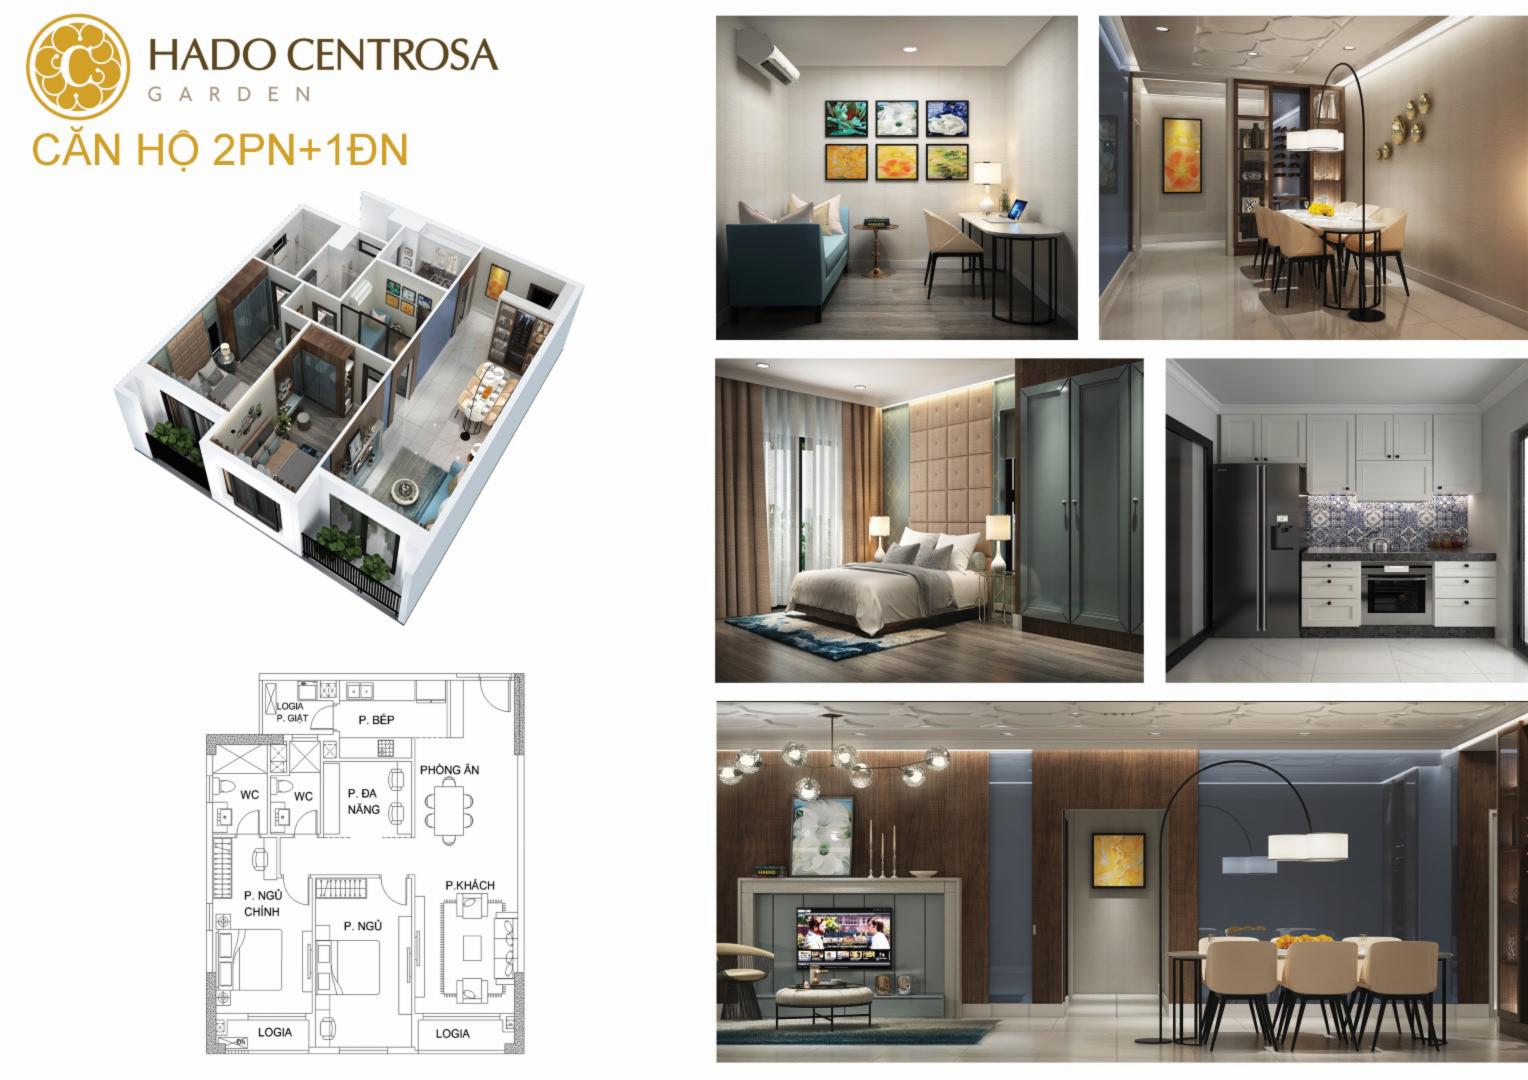 HADO CENTROSA
GARDEN
CĂN HỘ 2PN+1ĐN
LOGIA
P. GIẶT
P. BẾP
PHÒNG ĂN
WC
WC
P. ĐA
NĂNG
P. NGỦ
CHÍNH
P.KHÁCH
P. NGỦ
LOGIA
LOGIA
HADO